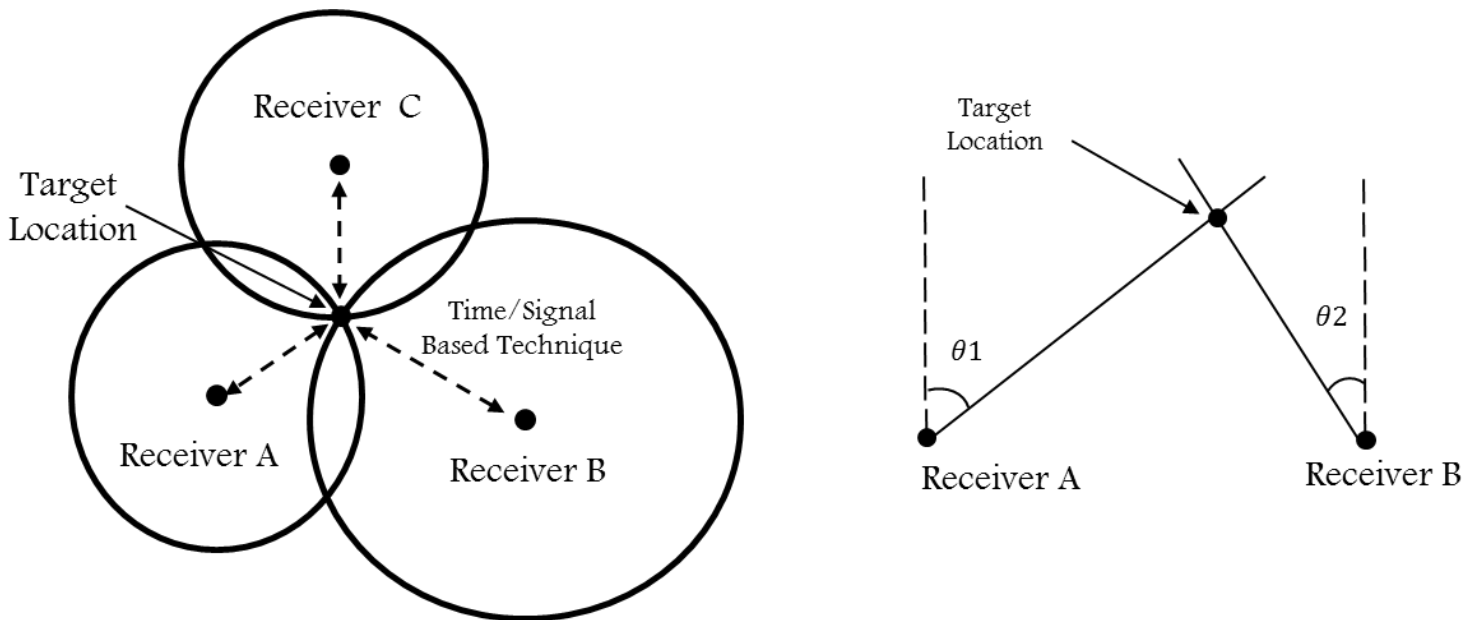 Receiver C
Target
Location
Time/Signal
Based Technique
Receiver A
Receiver B
Target
Location
θ1
θ2
Receiver A
Receiver B